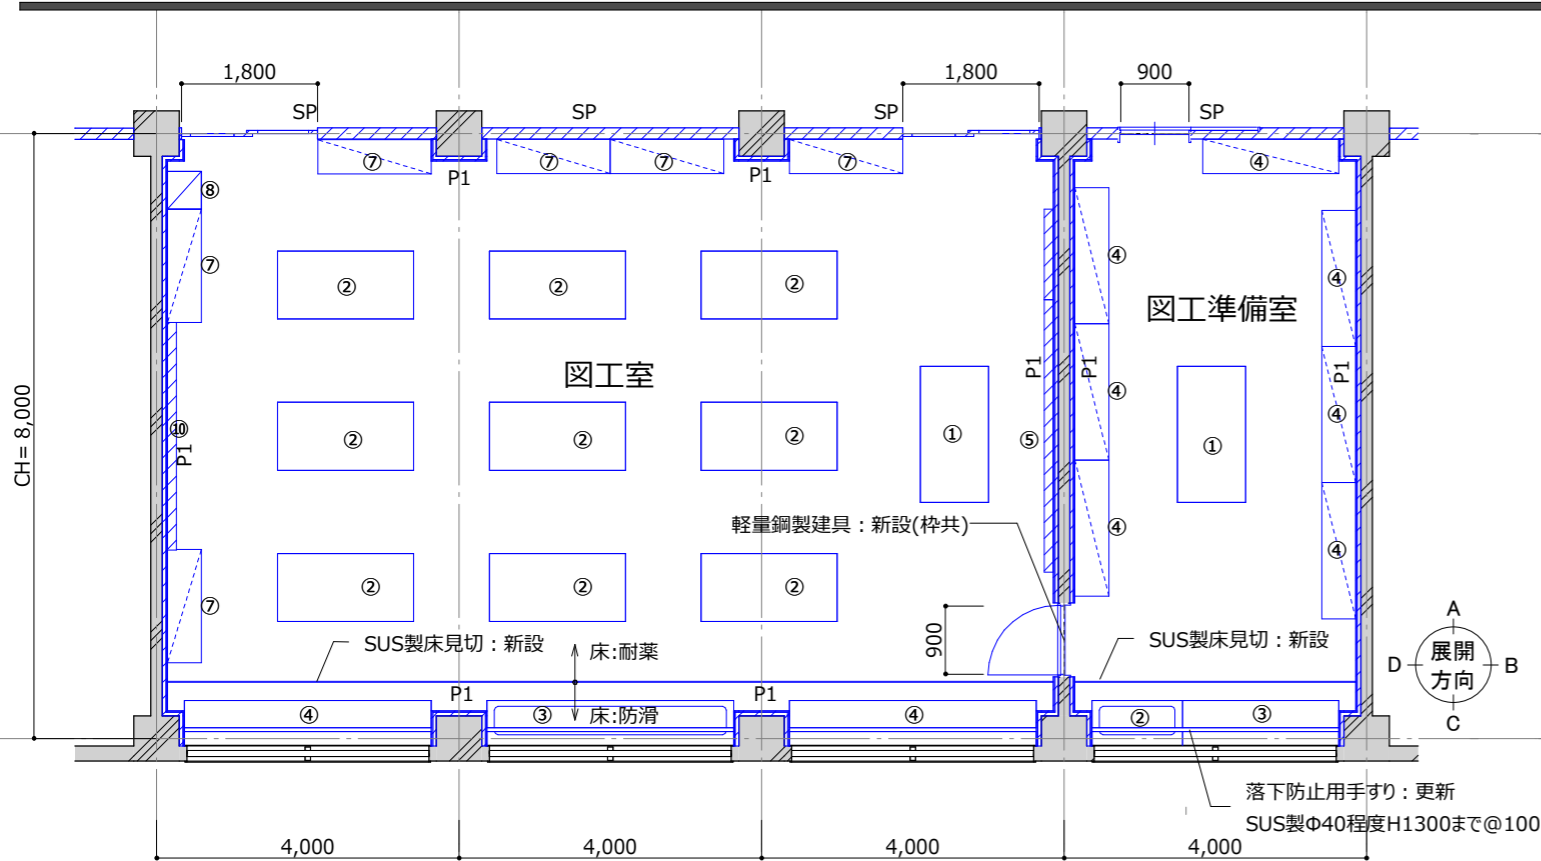 1,800
1,800
900
SP
SP
SP
SP
⑦
⑦
⑦
⑦
④
P1
P1
⑧
⑦
④
④
②
②
②
図工準備室
図工室
P1
P1
P1
CH= 8,000
⑩
P1
②
②
②
①
⑤
④
①
④
軽量鋼製建具：新設(枠共)
④
④
②
②
②
⑦
900
SUS製床見切：新設
床:耐薬
SUS製床見切：新設
A
D
展開
方向
B
C
P1
P1
④
③
床:防滑
④
②
③
落下防止用手すり：更新
SUS製Φ40程度H1300まで@100
4,000
4,000
4,000
4,000